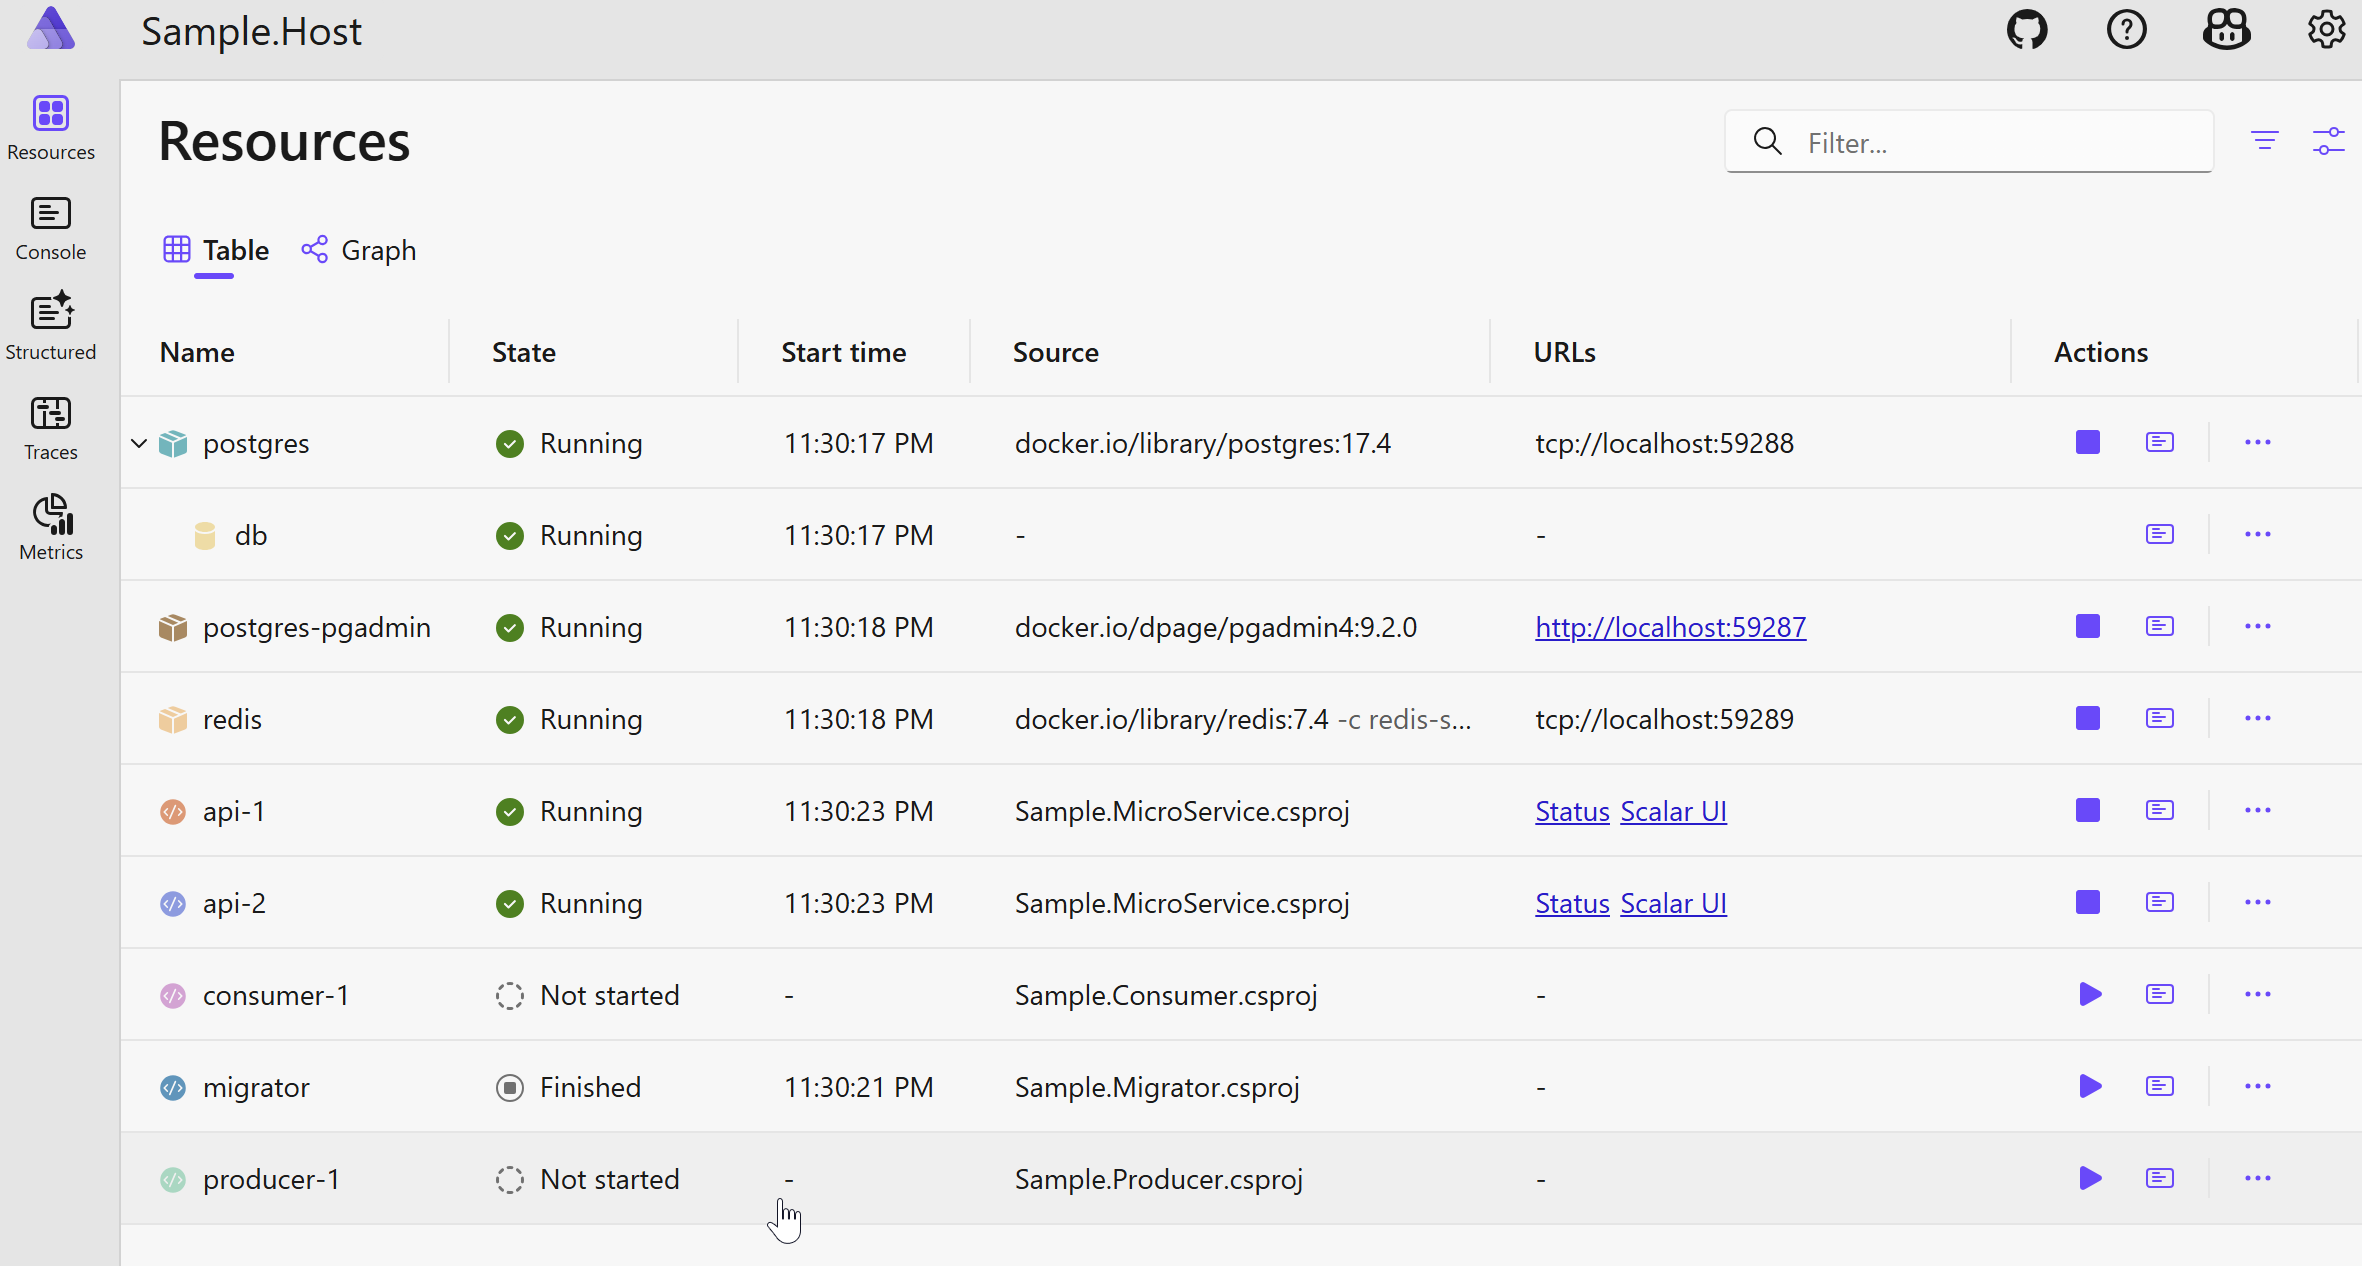 Sample.Host
Resources
Console
Structured
Traces
Metrics
Resources
Filter...
Table Graph
Name State Start time Source URLs Actions
postgres Running 11:30:17 PM docker.io/library/postgres:17.4 tcp://localhost:59288
db Running 11:30:17 PM - -
postgres-pgadmin Running 11:30:18 PM docker.io/dpage/pgadmin4:9.2.0 http://localhost:59287
redis Running 11:30:18 PM docker.io/library/redis:7.4 -c redis-s... tcp://localhost:59289
api-1 Running 11:30:23 PM Sample.MicroService.csproj Status Scalar UI
api-2 Running 11:30:23 PM Sample.MicroService.csproj Status Scalar UI
consumer-1 Not started - Sample.Consumer.csproj -
migrator Finished 11:30:21 PM Sample.Migrator.csproj -
producer-1 Not started - Sample.Producer.csproj -